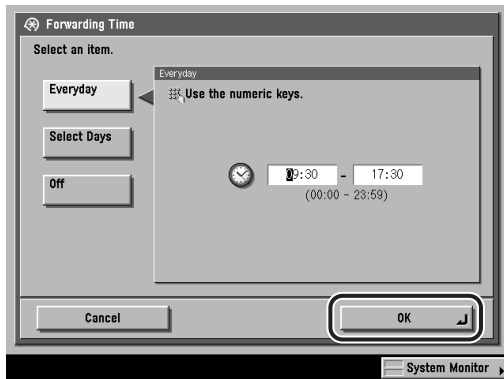 Forwarding Time
Select an item.
Everyday
Select Days
Off
Everyday
Use the numeric keys.
09:30 - 17:30
(00:00 - 23:59)
Cancel
OK
System Monitor